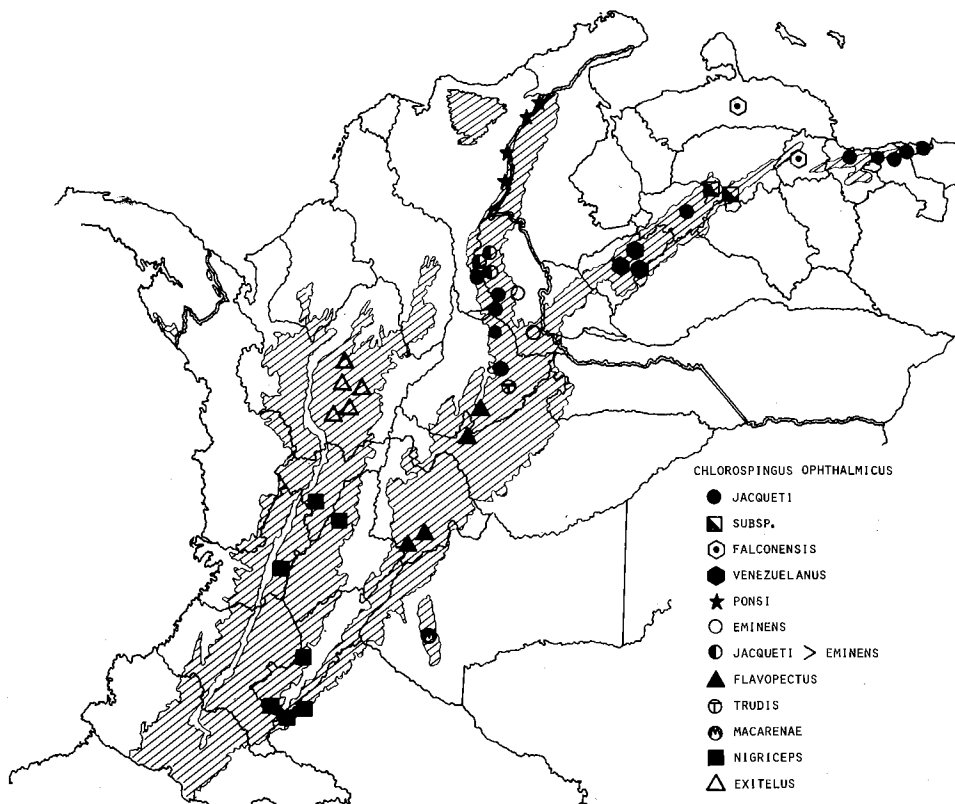 CHLOROSPINGUS OPHTHALMICUS
JACQUETI
SUBSP.
FALCONENSIS
VENEZUELANUS
PONSI
EMINENS
JACQUETI > EMINENS
FLAVOPECTUS
TRUDIS
MACARENAE
NIGRICEPS
EXITELUS